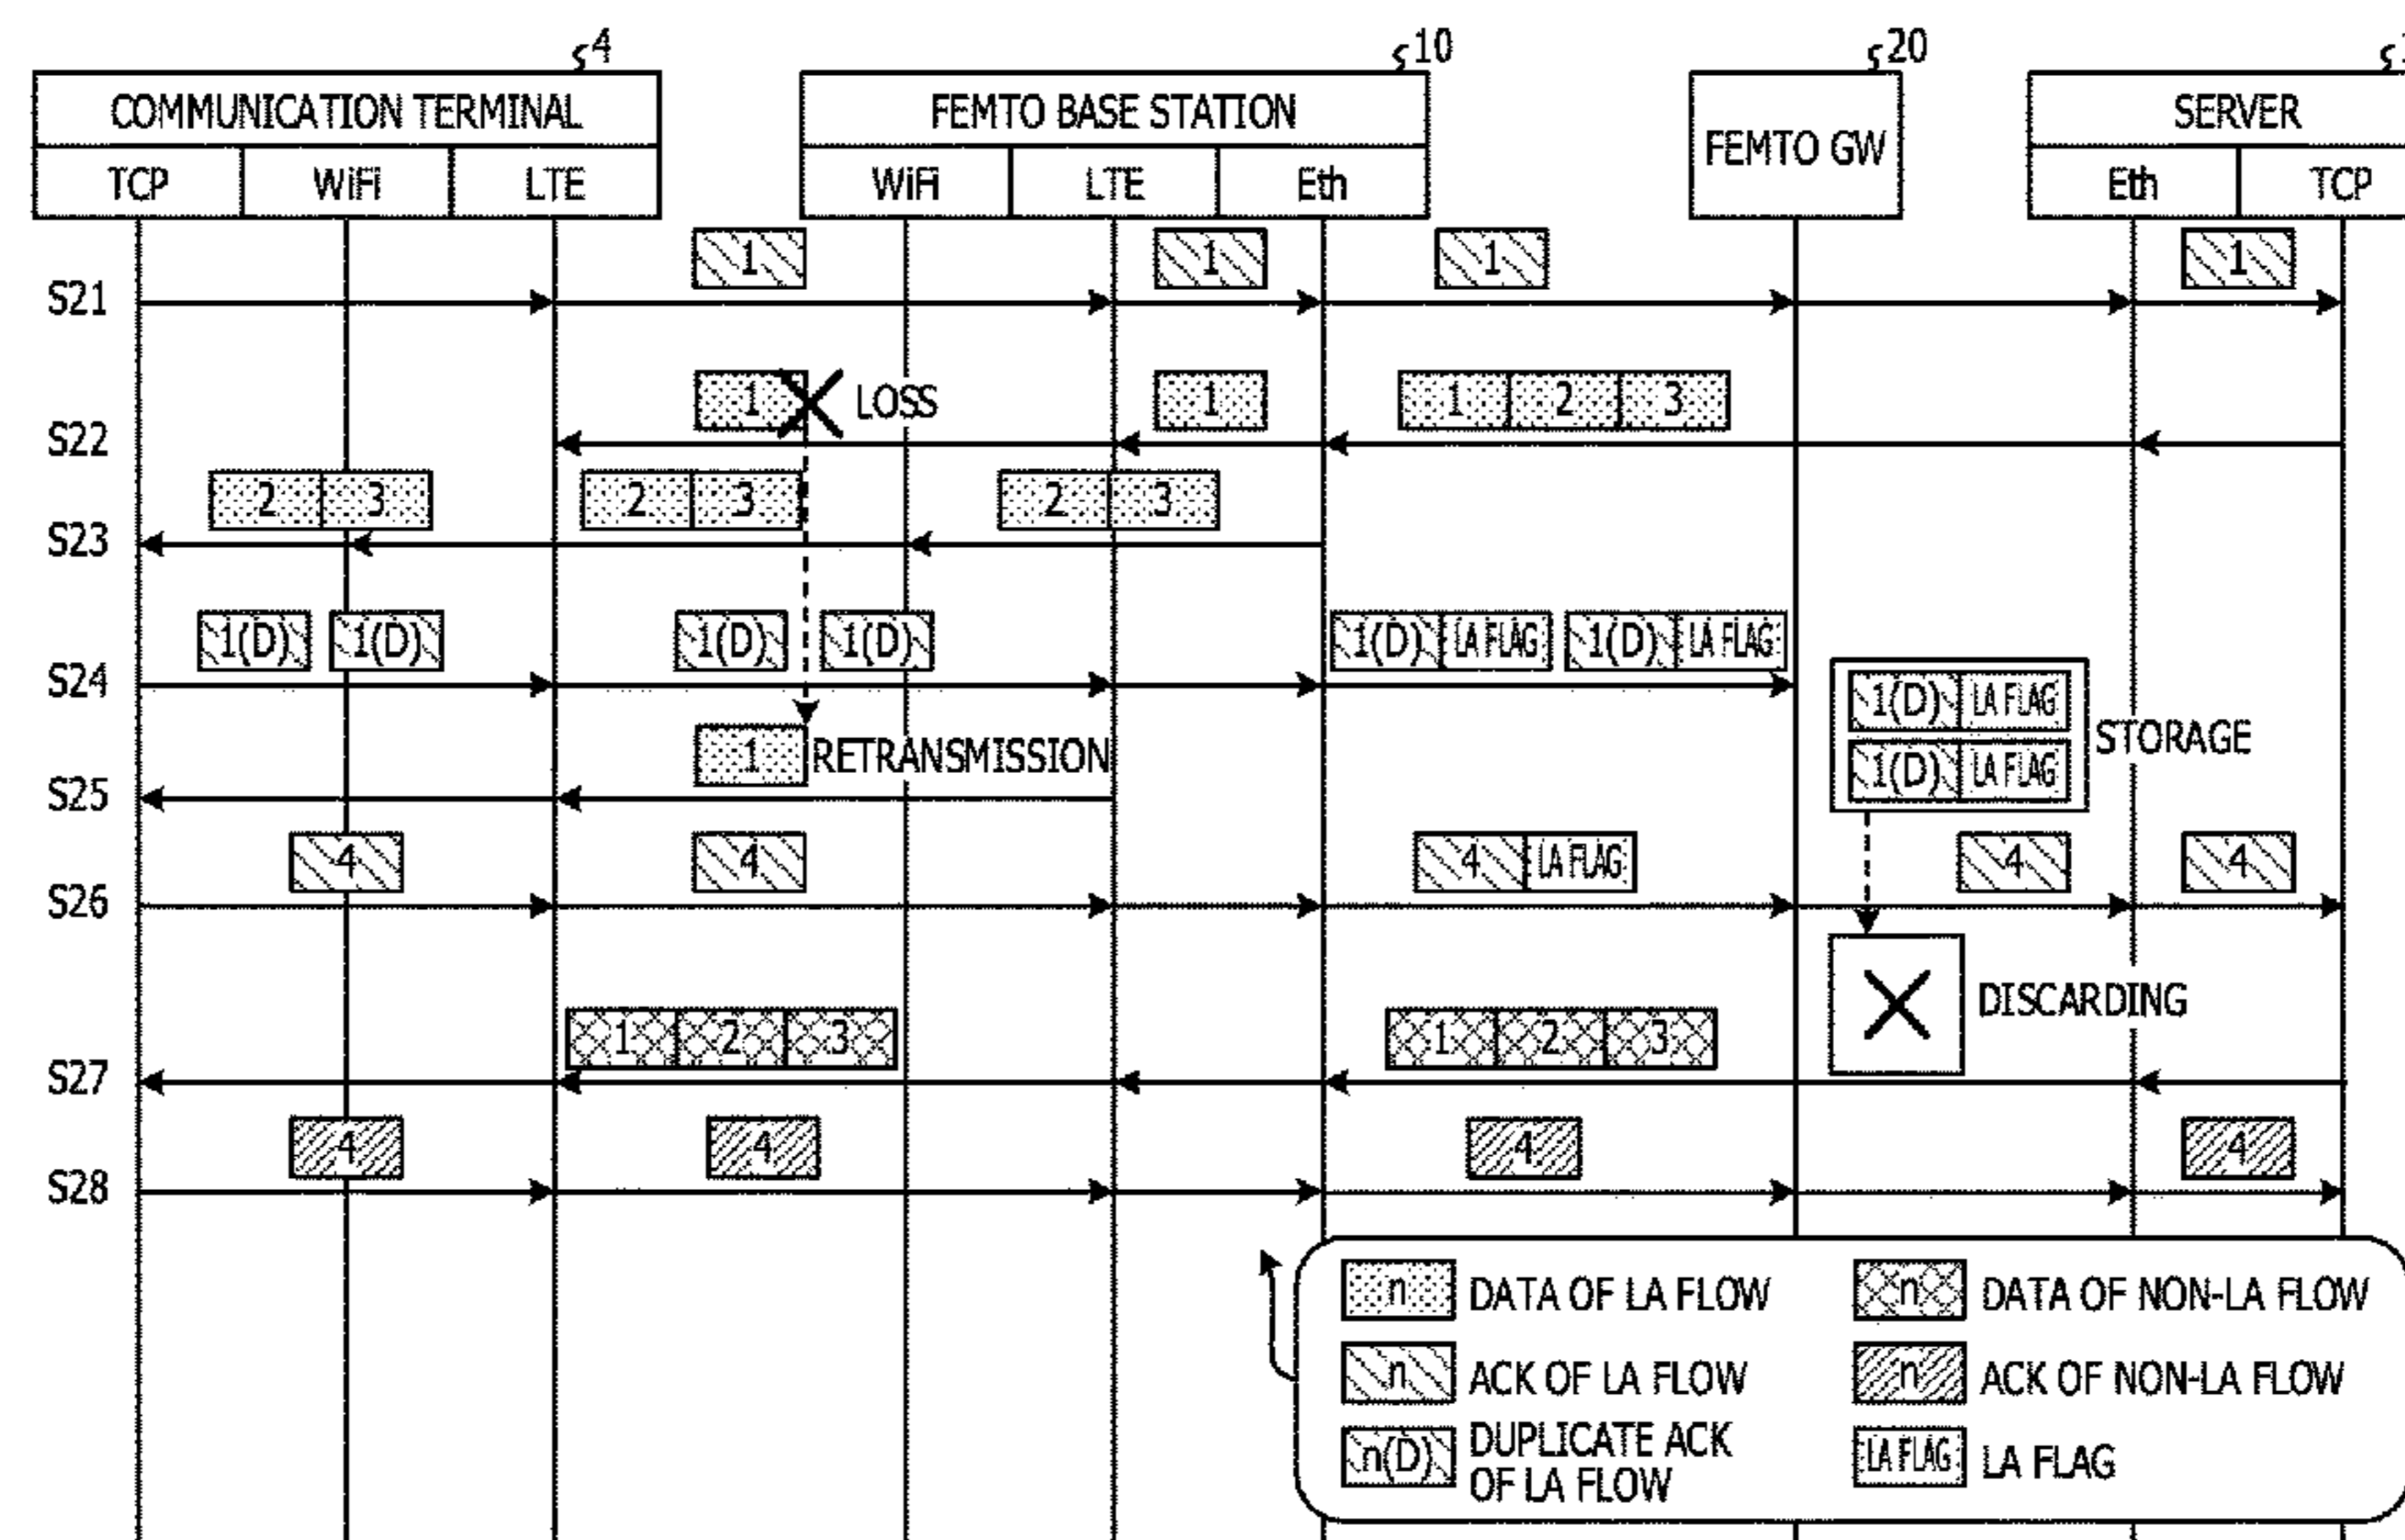 4 10 20
COMMUNICATION TERMINAL FEMTO BASE STATION FEMTO GW SERVER
TCP WiFi LTE WiFi LTE Eth Eth TCP
1 1 1 1
S21
1 LOSS 1 1 2 3
S22
2 3 2 3 2 3
S23
1(D) 1(D) 1(D) 1(D) 1(D) LA FLAG 1(D) LA FLAG
S24
1(D) LA FLAG
1(D) LA FLAG
STORAGE
1 RETRANSMISSION
S25
4 4 4 LA FLAG 4 4
S26
DISCARDING
1 2 3 1 2 3
S27
4 4 4 4
S28
n DATA OF LA FLOW n DATA OF NON-LA FLOW
n ACK OF LA FLOW n ACK OF NON-LA FLOW
n(D) DUPLICATE ACK
OF LA FLOW
LA FLAG LA FLAG